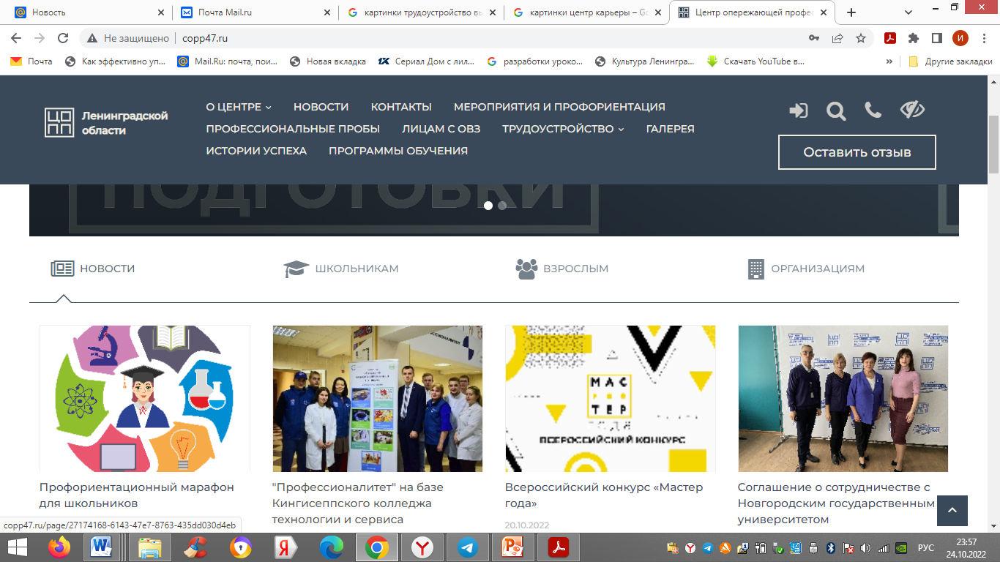 Новость
Почта Mail.ru
картинки трудоустройство вы
картинки центр карьеры – Go
Центр опережающей профес
Не защищено
copp47.ru
И
Почта
Как эффективно уп...
Mail.Ru: почта, пои...
Новая вкладка
Сериал Дом с лил...
разработки уроко...
Культура Ленингра...
Скачать YouTube в...
»
Другие закладки
ЦО
ПП
Ленинградской
области
О ЦЕНТРЕ
НОВОСТИ
КОНТАКТЫ
МЕРОПРИЯТИЯ И ПРОФОРИЕНТАЦИЯ
ПРОФЕССИОНАЛЬНЫЕ ПРОБЫ
ЛИЦАМ С ОВЗ
ТРУДОУСТРОЙСТВО
ГАЛЕРЕЯ
ИСТОРИИ УСПЕХА
ПРОГРАММЫ ОБУЧЕНИЯ
Оставить отзыв
ПОДГОТОВКИ
НОВОСТИ
ШКОЛЬНИКАМ
ВЗРОСЛЫМ
ОРГАНИЗАЦИЯМ
МАС
ТЕР
ГОДА
ВСЕРОССИЙСКИЙ КОНКУРС
Профориентационный марафон
для школьников
"Профессионалитет" на базе
Кингисеппского колледжа
технологии и сервиса
Всероссийский конкурс «Мастер
года»
20.10.2022
Соглашение о сотрудничестве с
Новгородским государственным
университетом
copp47.ru/page/27174168-6143-47e7-8763-435dd030d4eb
РУС
23:57
24.10.2022